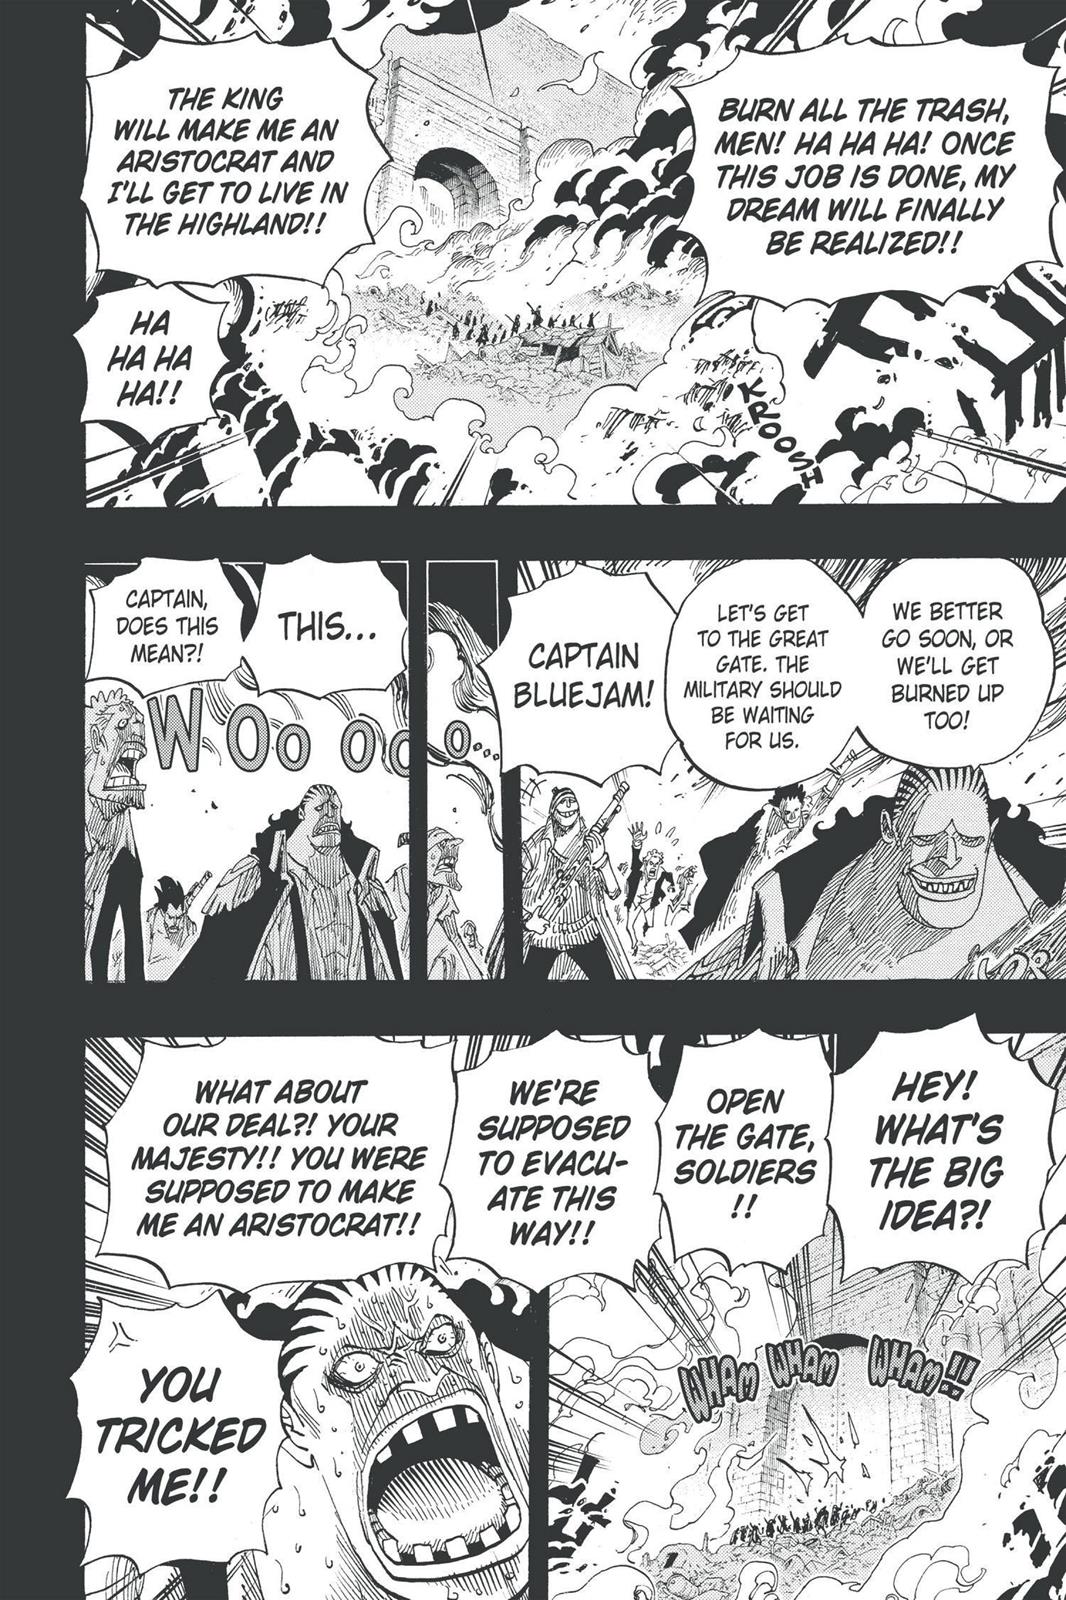 BURN ALL THE TRASH,
MEN! HA HA HA! ONCE
THIS JOB IS DONE, MY
DREAM WILL FINALLY
BE REALIZED!!
THE KING
WILL MAKE ME AN
ARISTOCRAT AND
I'LL GET TO LIVE IN
THE HIGHLAND!!
HA
HA HA
HA!!
KROOSH
WE BETTER
GO SOON, OR
WE'LL GET
BURNED UP
TOO!
LET'S GET
TO THE GREAT
GATE. THE
MILITARY SHOULD
BE WAITING
FOR US.
CAPTAIN
BLUEJAM!
THIS...
CAPTAIN,
DOES THIS
MEAN?!
WOOOOOOO...
HEY!
WHAT'S
THE BIG
IDEA?!
OPEN
THE GATE,
SOLDIERS
!!
WHAM WHAM WHAM!!
WE'RE
SUPPOSED
TO EVACU-
ATE THIS
WAY!!
WHAT ABOUT
OUR DEAL?! YOUR
MAJESTY!! YOU WERE
SUPPOSED TO MAKE
ME AN ARISTOCRAT!!
YOU
TRICKED
ME!!